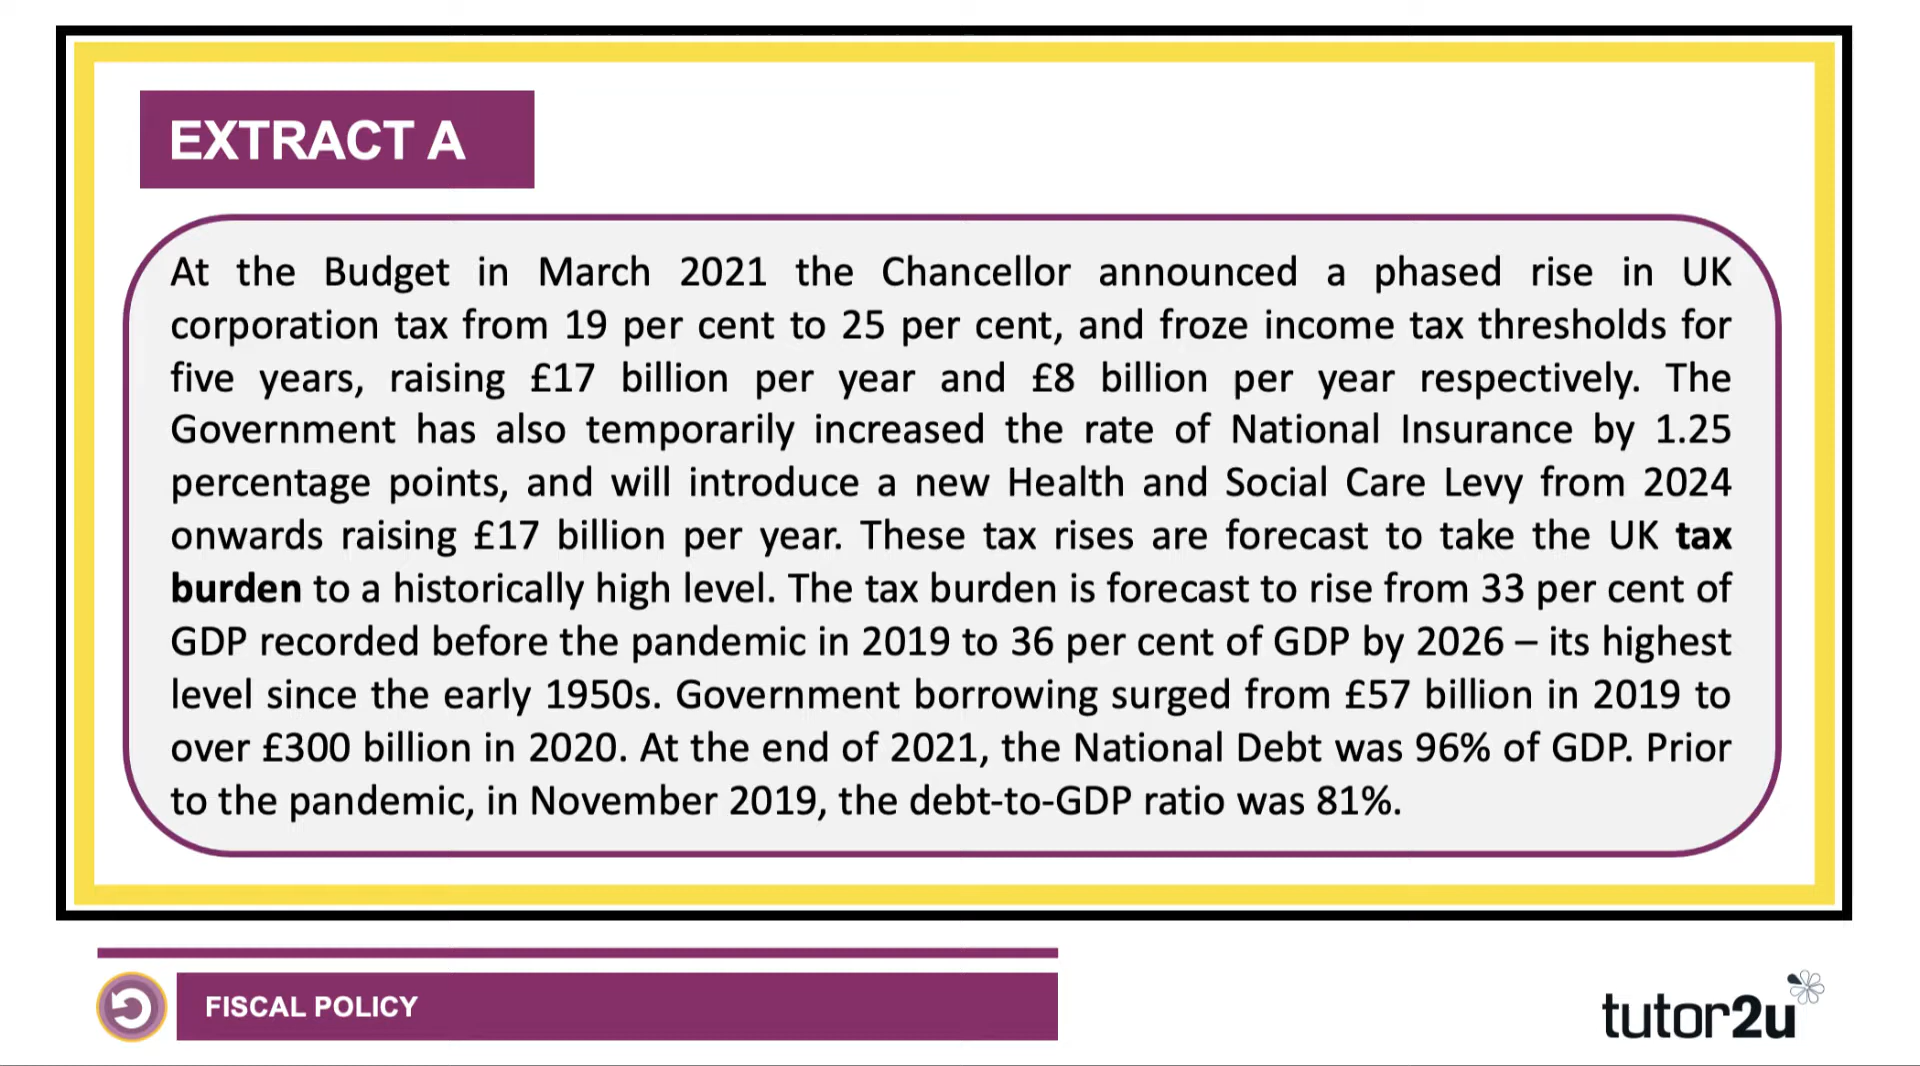 EXTRACT A
At the Budget in March 2021 the Chancellor announced a phased rise in UK
corporation tax from 19 per cent to 25 per cent, and froze income tax thresholds for
five years, raising £17 billion per year and £8 billion per year respectively. The
Government has also temporarily increased the rate of National Insurance by 1.25
percentage points, and will introduce a new Health and Social Care Levy from 2024
onwards raising £17 billion per year. These tax rises are forecast to take the UK tax
burden to a historically high level. The tax burden is forecast to rise from 33 per cent of
GDP recorded before the pandemic in 2019 to 36 per cent of GDP by 2026 – its highest
level since the early 1950s. Government borrowing surged from £57 billion in 2019 to
over £300 billion in 2020. At the end of 2021, the National Debt was 96% of GDP. Prior
to the pandemic, in November 2019, the debt-to-GDP ratio was 81%.
FISCAL POLICY
tutor2u